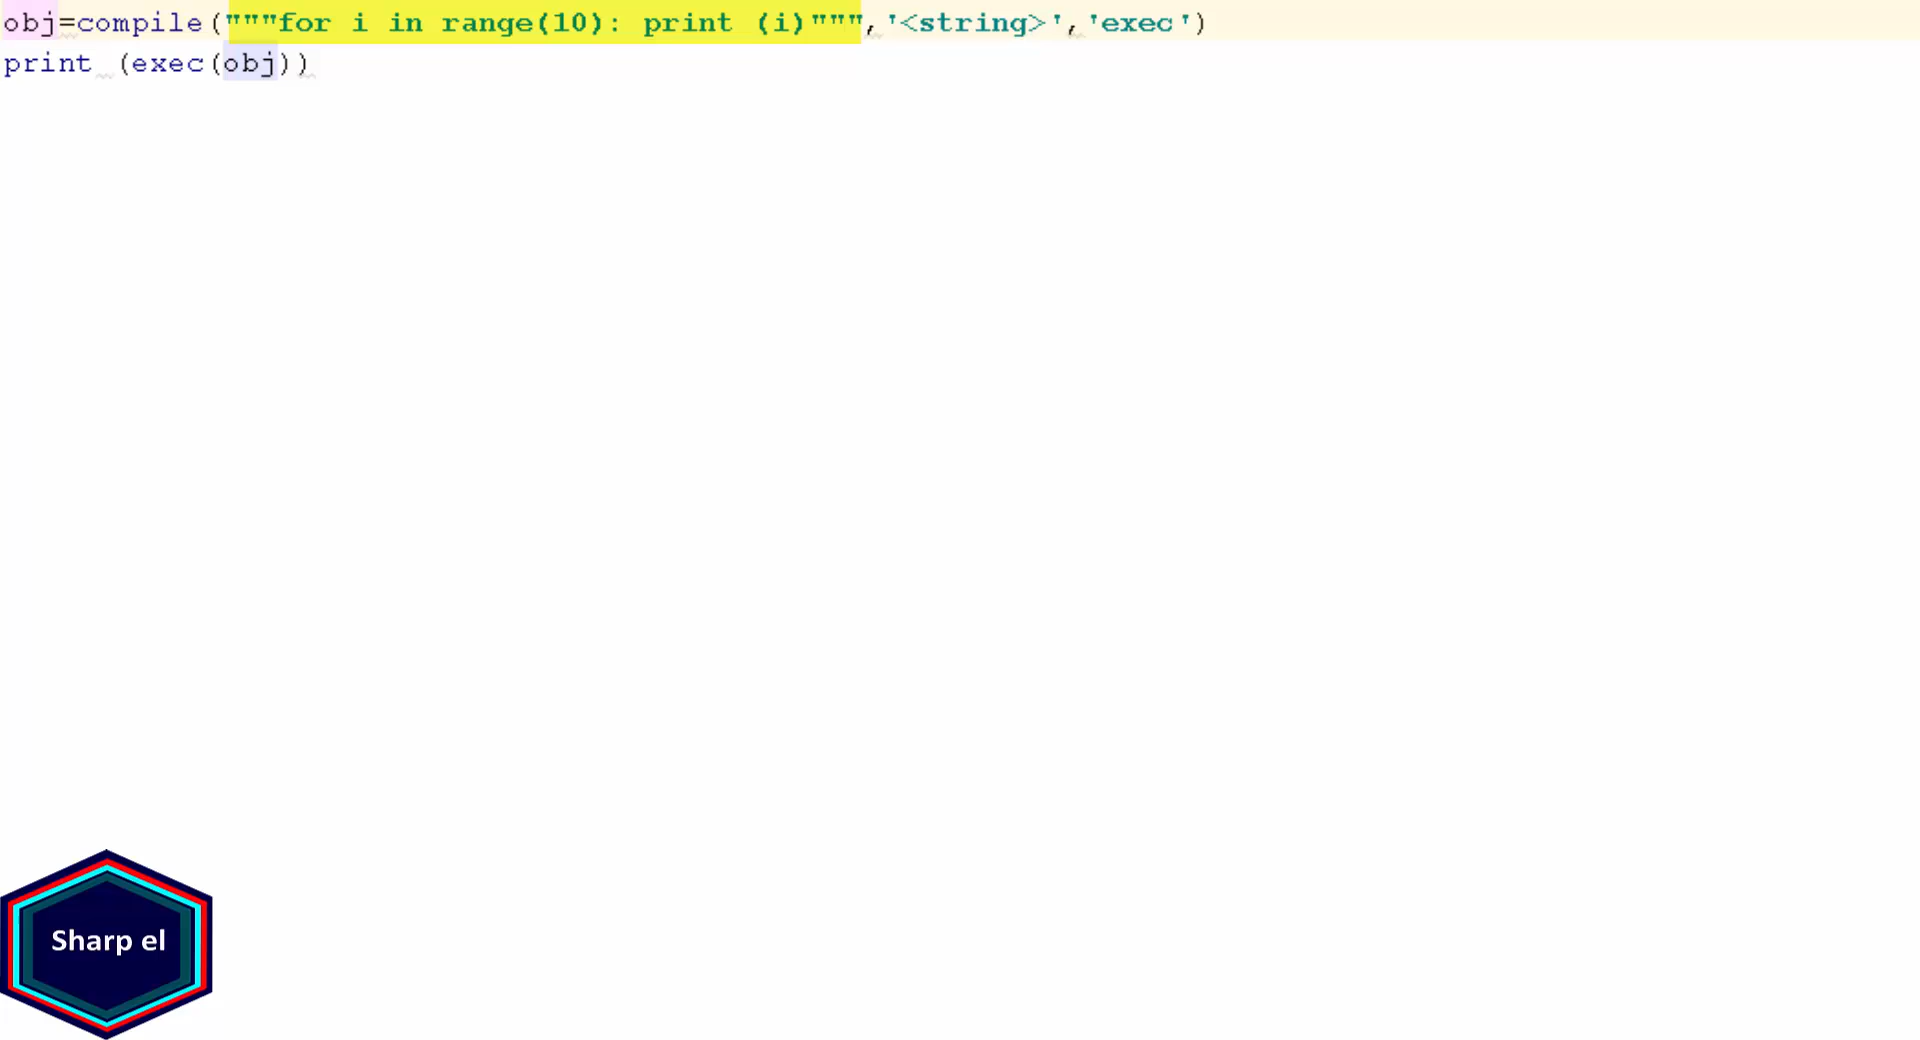 obj=compile("""for i in range(10): print (i)""",'<string>','exec')
print (exec(obj))
Sharp el